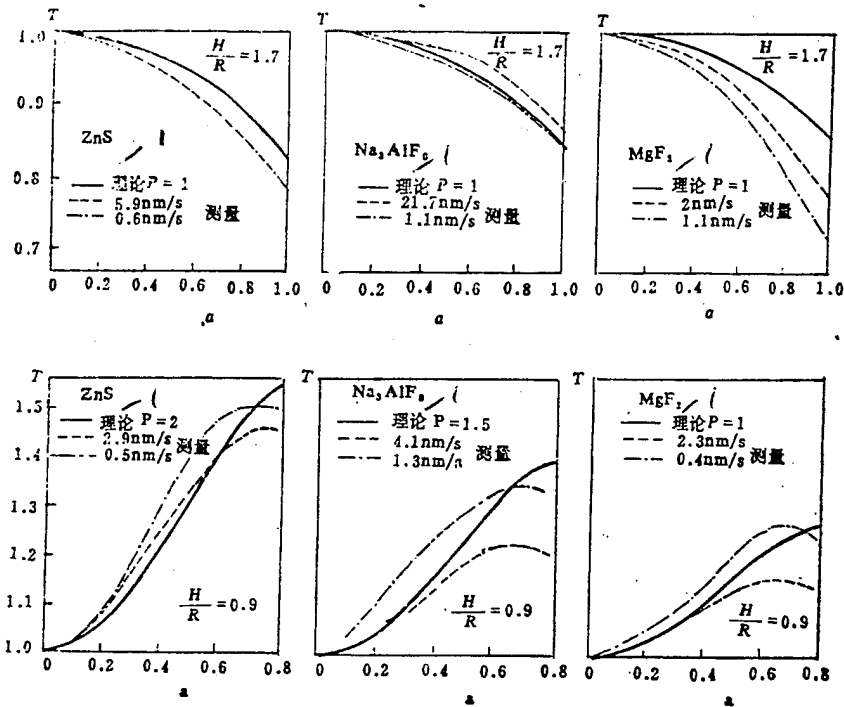 T
1.0
0.9
0.8
0.7
H/R = 1.7
ZnS
理论P = 1
5.9nm/s
0.6nm/s
测量
0 0.2 0.4 0.6 0.8 1.0
a
T
H/R = 1.7
Na₃AlF₆
理论 P = 1
21.7nm/s
1.1nm/s
测量
0 0.2 0.4 0.6 0.8 1.0
a
T
H/R = 1.7
MgF₂
理论 P = 1
2nm/s
1.1nm/s
测量
0 0.2 0.4 0.6 0.8 1.0
a
T
1.5
1.4
1.3
1.2
1.1
1.0
ZnS
理论 P = 2
2.9nm/s
0.5nm/s
测量
H/R = 0.9
0 0.2 0.4 0.6 0.8
a
T
Na₃AlF₆
理论 P = 1.5
4.1nm/s
1.3nm/s
测量
H/R = 0.9
0 0.2 0.4 0.6 0.8
a
T
MgF₂
理论 P = 1
2.3nm/s
0.4nm/s
测量
H/R = 0.9
0 0.2 0.4 0.6 0.8
a